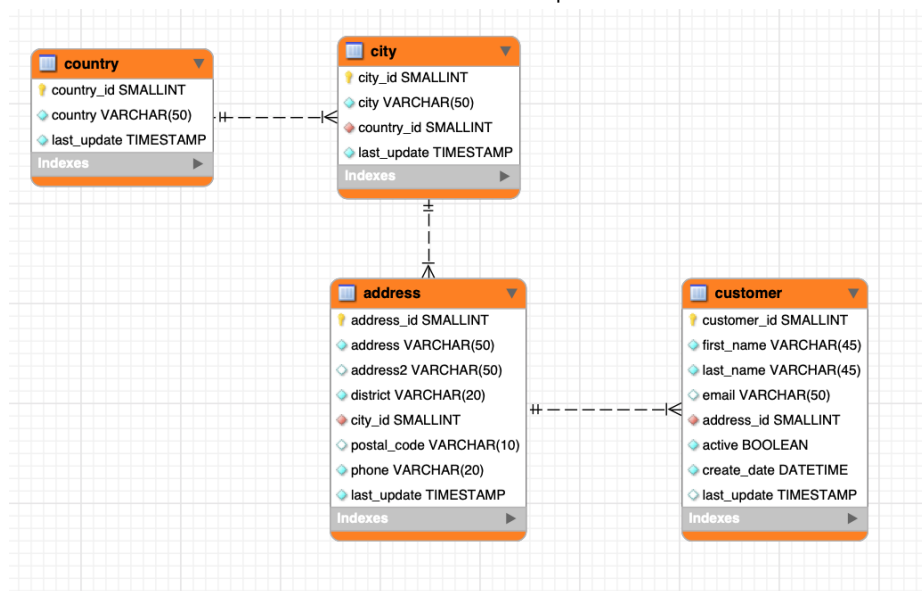 country
country_id SMALLINT
country VARCHAR(50)
last_update TIMESTAMP
Indexes
city
city_id SMALLINT
city VARCHAR(50)
country_id SMALLINT
last_update TIMESTAMP
Indexes
address
address_id SMALLINT
address VARCHAR(50)
address2 VARCHAR(50)
district VARCHAR(20)
city_id SMALLINT
postal_code VARCHAR(10)
phone VARCHAR(20)
last_update TIMESTAMP
Indexes
customer
customer_id SMALLINT
first_name VARCHAR(45)
last_name VARCHAR(45)
email VARCHAR(50)
address_id SMALLINT
active BOOLEAN
create_date DATETIME
last_update TIMESTAMP
Indexes